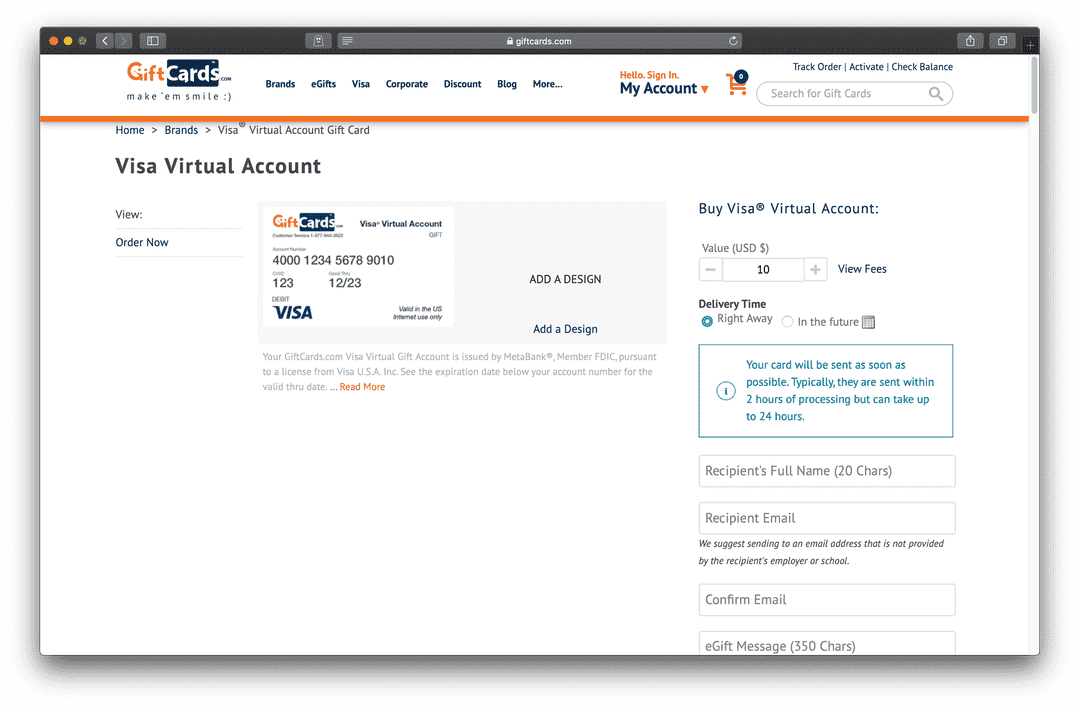 giftcards.com
GiftCards.com
make 'em smile :)
Brands eGifts Visa Corporate Discount Blog More...
Hello. Sign In.
My Account
0
Track Order | Activate | Check Balance
Search for Gift Cards
Home > Brands > Visa® Virtual Account Gift Card
Visa Virtual Account
View:
Order Now
GiftCards.com
Customer Service 1-877-944-3822
Visa® Virtual Account
GIFT
Account Number
4000 1234 5678 9010
CVV2 Good Thru
123 12/23
DEBIT
VISA
Valid in the US
Internet use only
ADD A DESIGN
Add a Design
Your GiftCards.com Visa Virtual Gift Account is issued by MetaBank®, Member FDIC, pursuant
to a license from Visa U.S.A. Inc. See the expiration date below your account number for the
valid thru date. ... Read More
Buy Visa® Virtual Account:
Value (USD $)
− 10 + View Fees
Delivery Time
Right Away In the future
Your card will be sent as soon as
possible. Typically, they are sent within
2 hours of processing but can take up
to 24 hours.
Recipient's Full Name (20 Chars)
Recipient Email
We suggest sending to an email address that is not provided
by the recipient's employer or school.
Confirm Email
eGift Message (350 Chars)